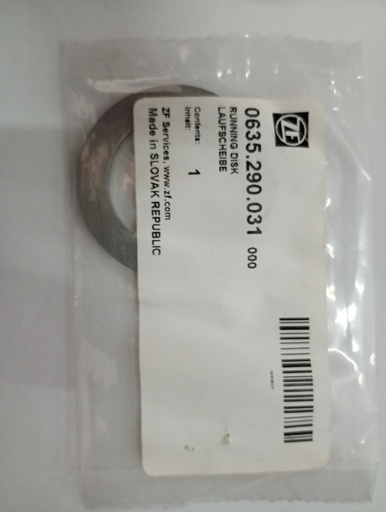 ZF
0635.290.031 000
RUNNING DISK
LAUFSCHEIBE
Contents:
Inhalt:
1
ZF Services, www.zf.com
Made in SLOVAK REPUBLIC